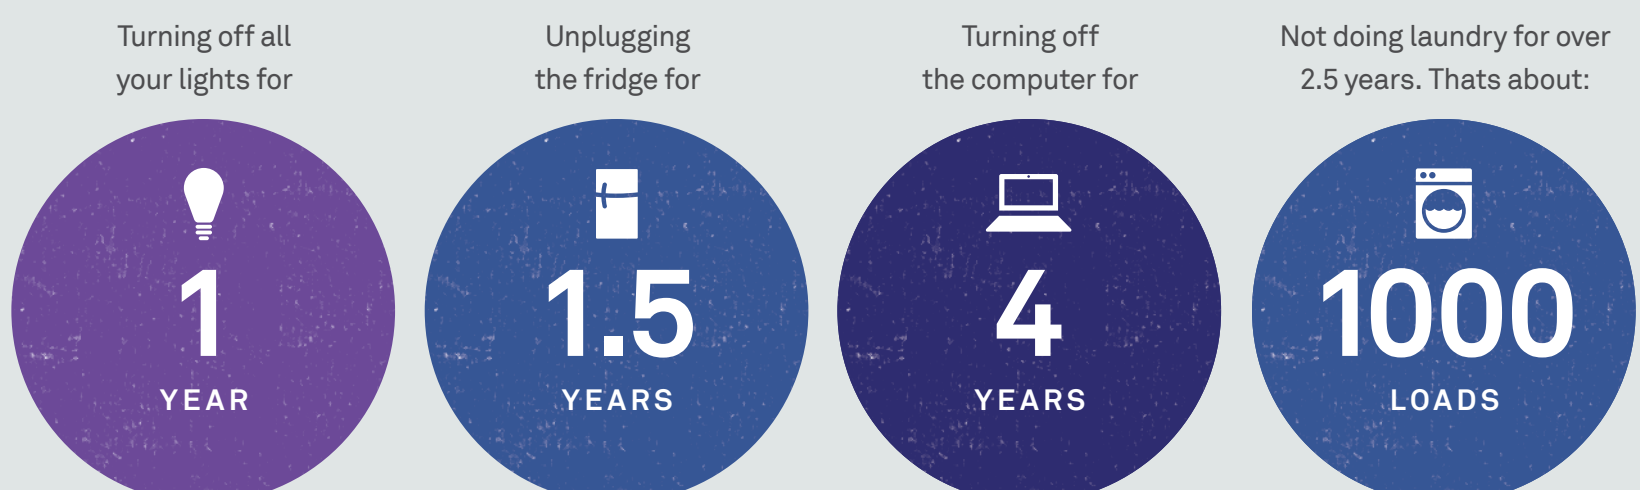 Turning off all
your lights for
1
YEAR
Unplugging
the fridge for
1.5
YEARS
Turning off
the computer for
4
YEARS
Not doing laundry for over
2.5 years. Thats about:
1000
LOADS